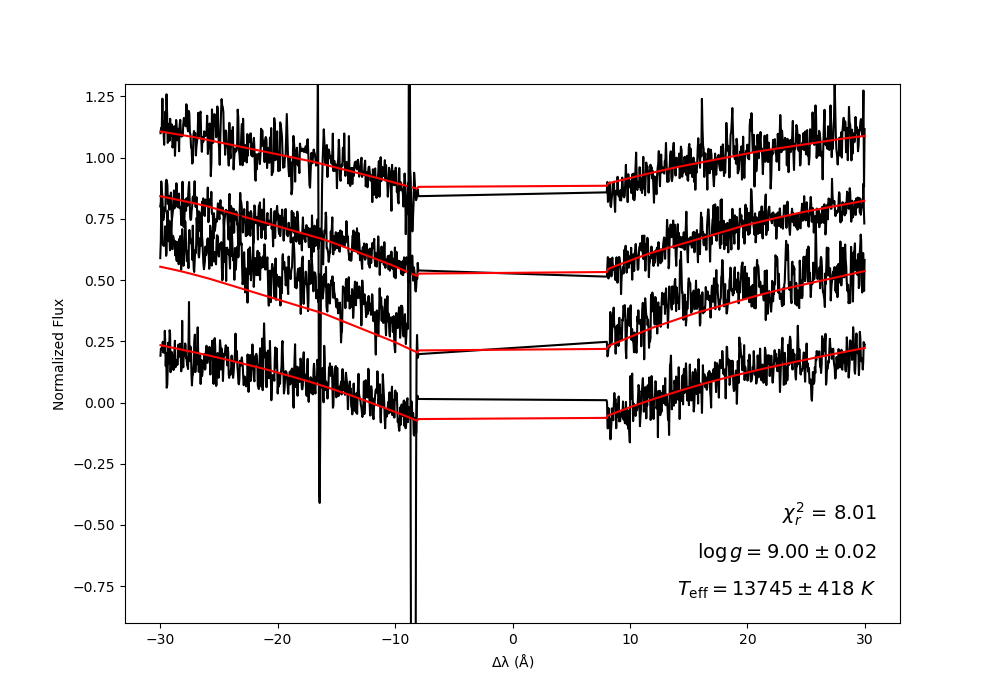 1.25
1.00
0.75
0.50
0.25
0.00
−0.25
−0.50
−0.75
Normalized Flux
χ²ᵣ = 8.01
log g = 9.00 ± 0.02
T_eff = 13745 ± 418 K
−30 −20 −10 0 10 20 30
Δλ (Å)